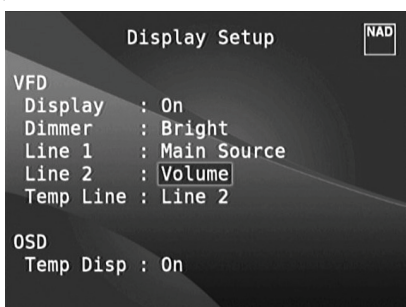 Display Setup
NAD
VFD
Display : On
Dimmer : Bright
Line 1 : Main Source
Line 2 : Volume
Temp Line : Line 2
OSD
Temp Disp : On